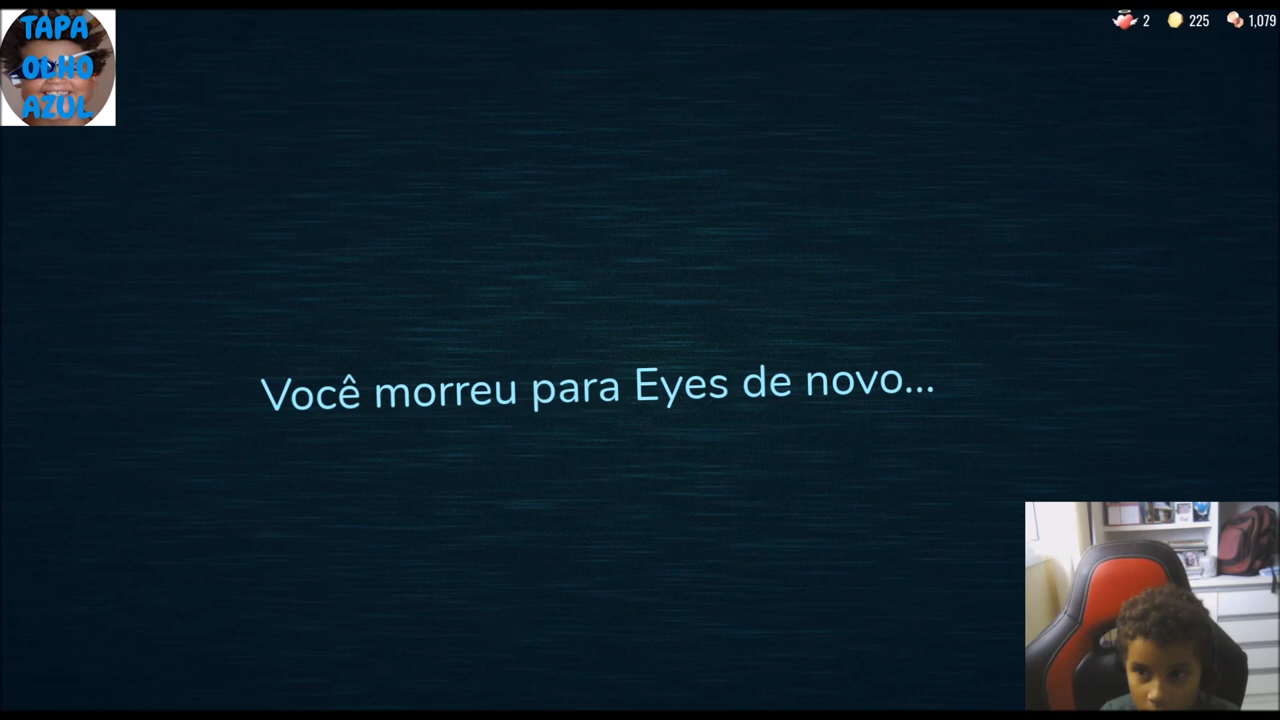 TAPA
OLHO
AZUL
2
225
1,079
Você morreu para Eyes de novo...